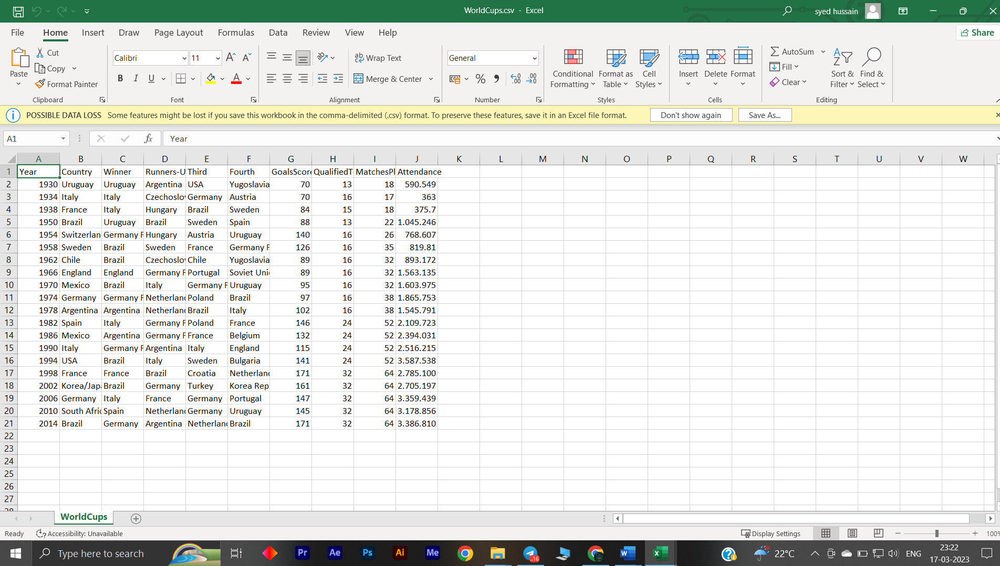 WorldCups.csv - Excel
syed hussain
File Home Insert Draw Page Layout Formulas Data Review View Help
Share
Paste
Cut
Copy
Format Painter
Clipboard
Calibri 11
B I U
Font
Wrap Text
Merge & Center
Alignment
General
% 
Number
Conditional Formatting
Format as Table
Cell Styles
Styles
Insert Delete Format
Cells
AutoSum
Fill
Clear
Sort & Filter
Find & Select
Editing
POSSIBLE DATA LOSS Some features might be lost if you save this workbook in the comma-delimited (.csv) format. To preserve these features, save it in an Excel file format. Don't show again Save As...
A1 fx Year
A B C D E F G H I J K L M N O P Q R S T U V W
1 Year Country Winner Runners-U Third Fourth GoalsScore QualifiedT MatchesPl Attendance
2 1930 Uruguay Uruguay Argentina USA Yugoslavia 70 13 18 590.549
3 1934 Italy Italy Czechoslov Germany Austria 70 16 17 363
4 1938 France Italy Hungary Brazil Sweden 84 15 18 375.7
5 1950 Brazil Uruguay Brazil Sweden Spain 88 13 22 1.045.246
6 1954 Switzerlan Germany F Hungary Austria Uruguay 140 16 26 768.607
7 1958 Sweden Brazil Sweden France Germany F 126 16 35 819.81
8 1962 Chile Brazil Czechoslov Chile Yugoslavia 89 16 32 893.172
9 1966 England England Germany F Portugal Soviet Uni 89 16 32 1.563.135
10 1970 Mexico Brazil Italy Germany F Uruguay 95 16 32 1.603.975
11 1974 Germany Germany F Netherland Poland Brazil 97 16 38 1.865.753
12 1978 Argentina Argentina Netherland Brazil Italy 102 16 38 1.545.791
13 1982 Spain Italy Germany F Poland France 146 24 52 2.109.723
14 1986 Mexico Argentina Germany F France Belgium 132 24 52 2.394.031
15 1990 Italy Germany F Argentina Italy England 115 24 52 2.516.215
16 1994 USA Brazil Italy Sweden Bulgaria 141 24 52 3.587.538
17 1998 France France Brazil Croatia Netherland 171 32 64 2.785.100
18 2002 Korea/Japa Brazil Germany Turkey Korea Rep 161 32 64 2.705.197
19 2006 Germany Italy France Germany Portugal 147 32 64 3.359.439
20 2010 South Afric Spain Netherland Germany Uruguay 145 32 64 3.178.856
21 2014 Brazil Germany Argentina Netherland Brazil 171 32 64 3.386.810
22
23
24
25
26
27
28
WorldCups
Ready Accessibility: Unavailable Display Settings 100%
Type here to search
Pr Ae Ps Ai Me
..16
22°C ENG
23:22
17-03-2023